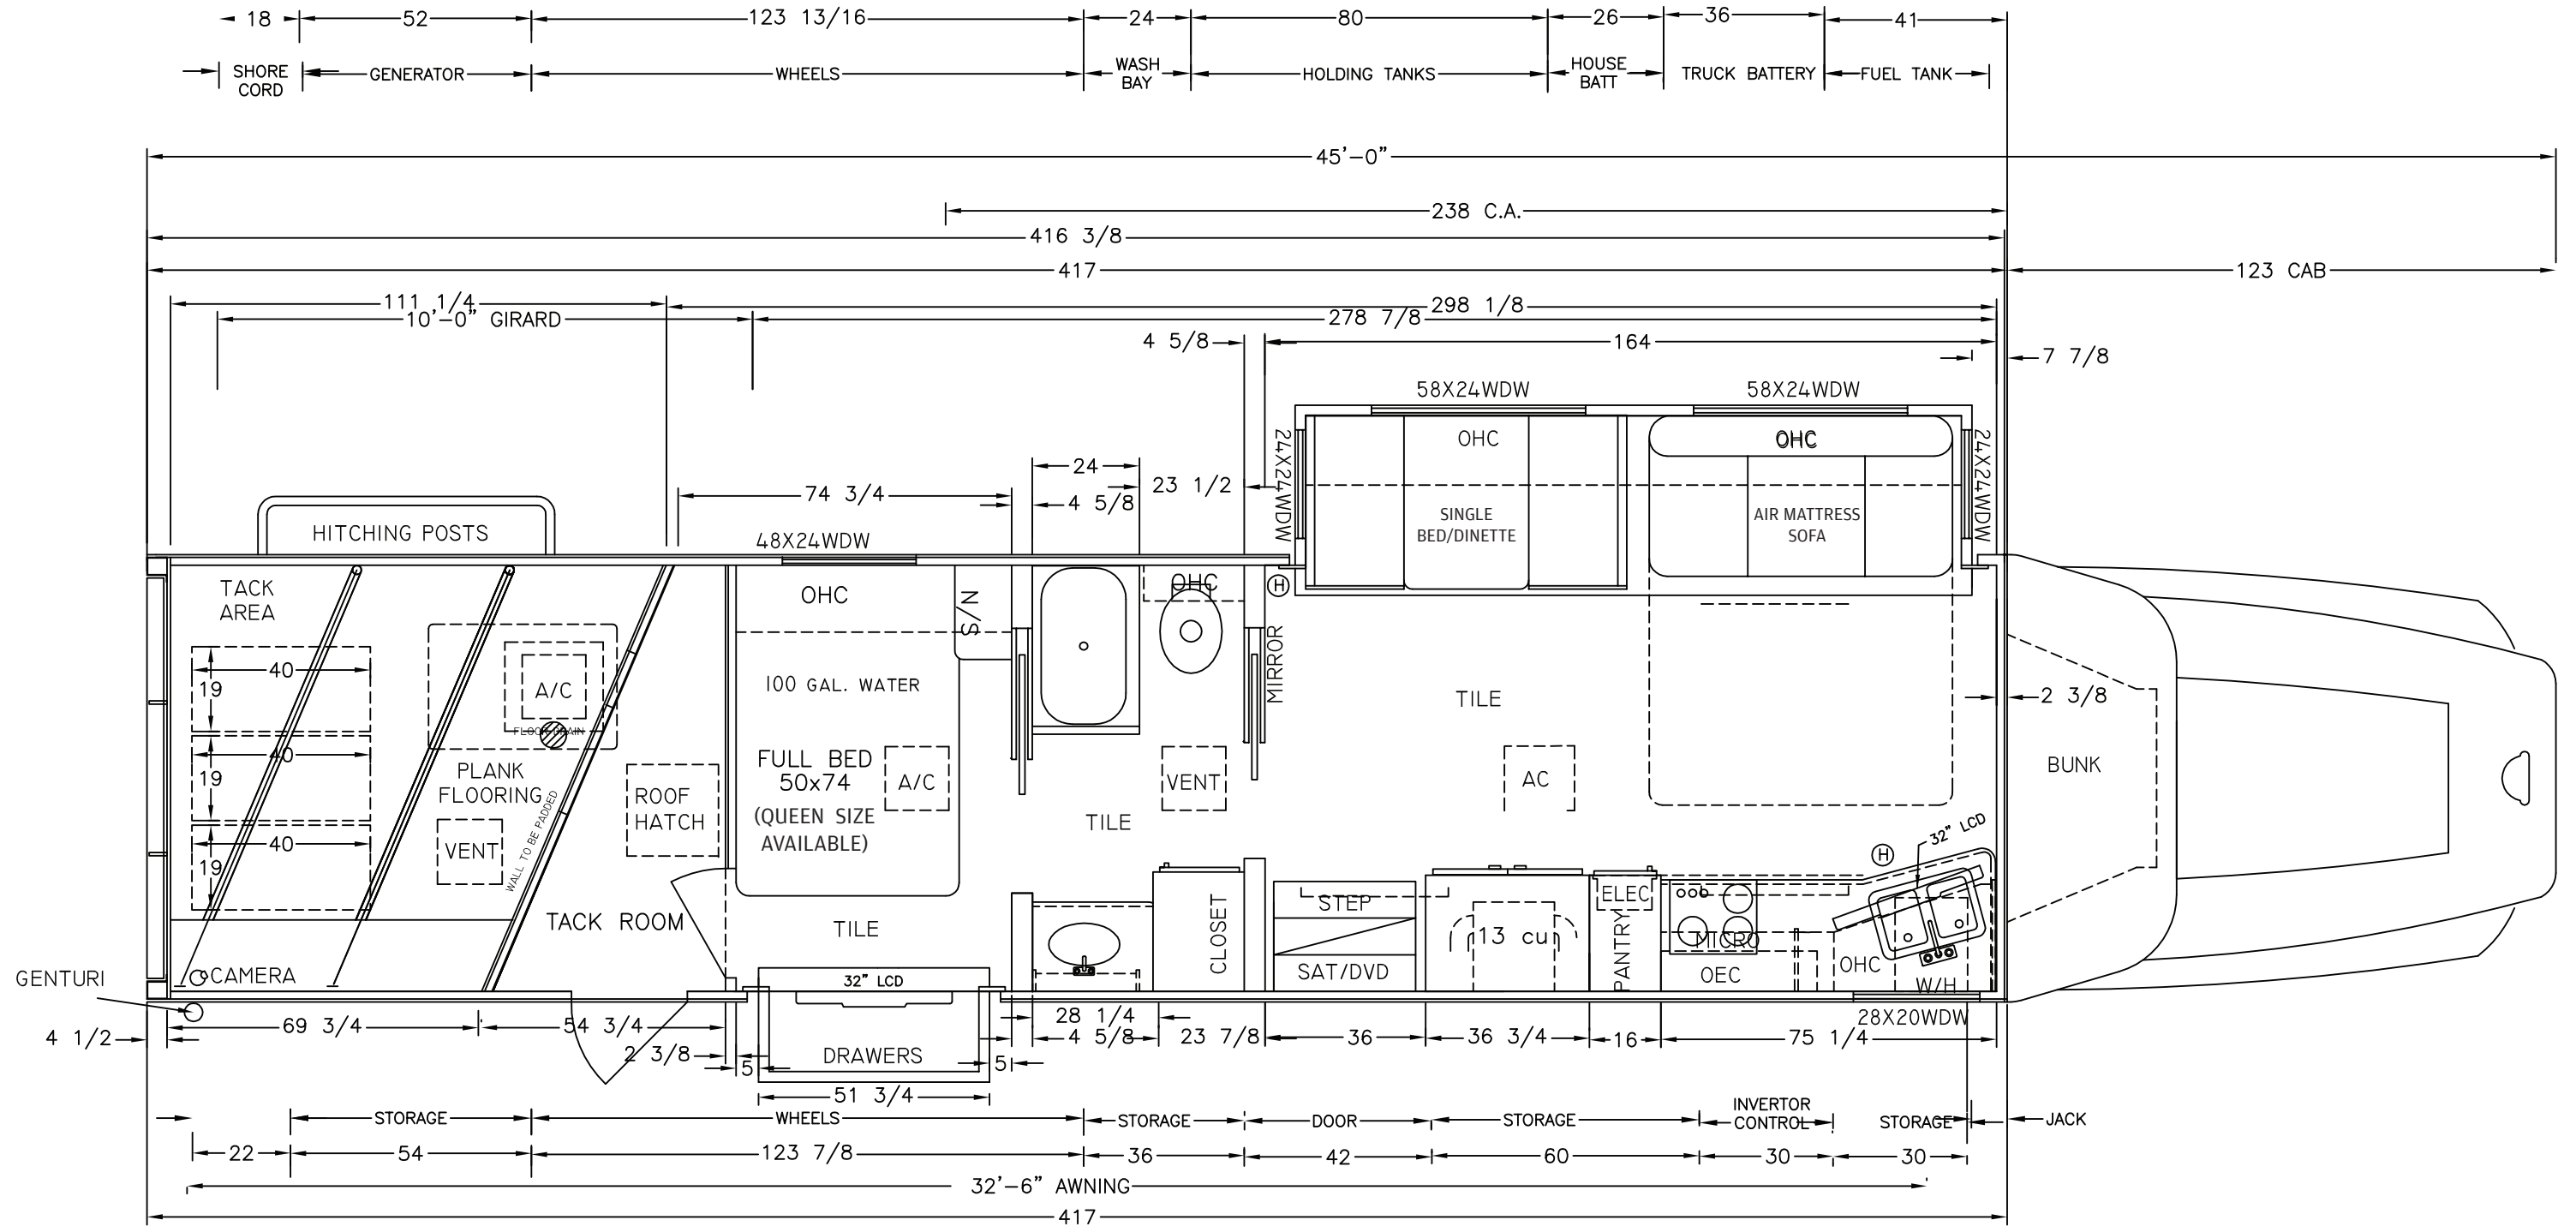 18 52 123 13/16 24 80 26 36 41
SHORE
CORD
GENERATOR
WHEELS
WASH
BAY
HOLDING TANKS
HOUSE
BATT
TRUCK BATTERY
FUEL TANK
45'-0"
238 C.A.
416 3/8
417
123 CAB
111 1/4
298 1/8
10'-0" GIRARD
278 7/8
4 5/8
164
7 7/8
58X24WDW
58X24WDW
24X24WDW
OHC
OHC
24X24WDW
24
23 1/2
74 3/4
4 5/8
SINGLE
BED/DINETTE
AIR MATTRESS
SOFA
HITCHING POSTS
48X24WDW
TACK
AREA
OHC
S/N
OHC
H
MIRROR
40
19
A/C
FLOOR DRAIN
100 GAL. WATER
TILE
2 3/8
40
19
PLANK
FLOORING
WALL TO BE PADDED
ROOF
HATCH
FULL BED
50x74
(QUEEN SIZE
AVAILABLE)
A/C
VENT
AC
BUNK
TILE
40
19
VENT
32" LCD
H
TACK ROOM
TILE
CLOSET
STEP
SAT/DVD
13 cu
ELEC
PANTRY
MICRO
OEC
OHC
W/H
GENTURI
CAMERA
32" LCD
28X20WDW
69 3/4
54 3/4
28 1/4
4 1/2
2 3/8
5
DRAWERS
5
4 5/8
23 7/8
36
36 3/4
16
75 1/4
51 3/4
STORAGE
WHEELS
STORAGE
DOOR
STORAGE
INVERTOR
CONTROL
STORAGE
JACK
22 54 123 7/8 36 42 60 30 30
32'-6" AWNING
417